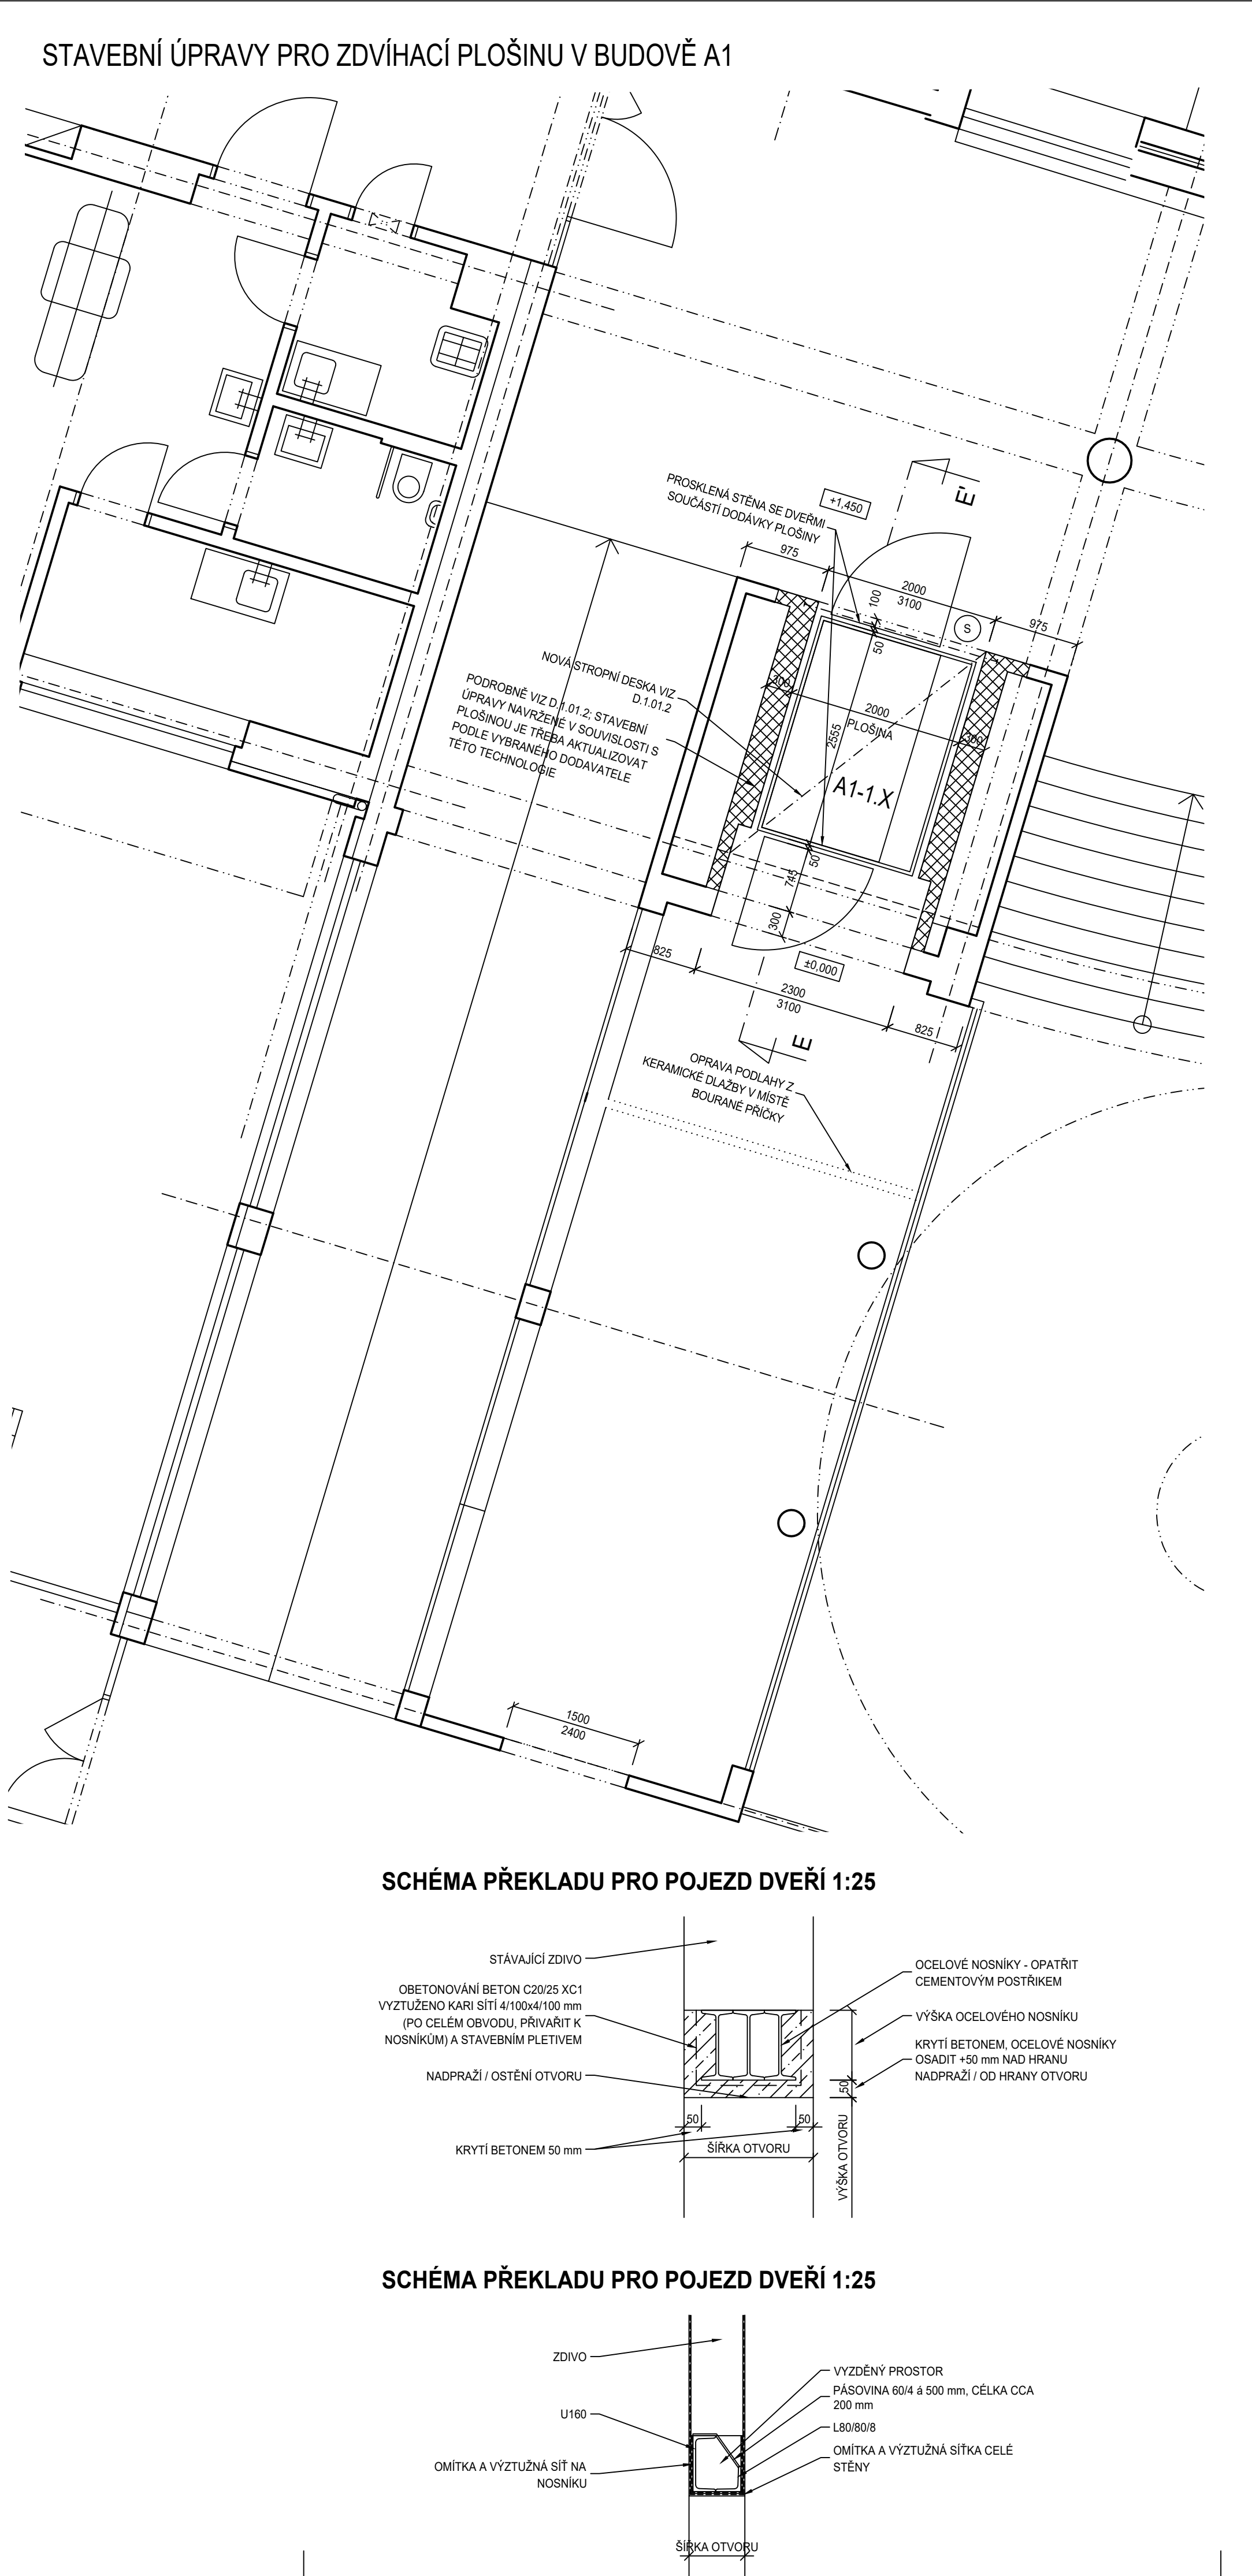 STAVEBNÍ ÚPRAVY PRO ZDVÍHACÍ PLOŠINU V BUDOVĚ A1
PROSKLENÁ STĚNA SE DVEŘMI
SOUČÁSTÍ DODÁVKY PLOŠINY
+1,450
E'
975
2000
3100
975
100
50
S
NOVÁ STROPNÍ DESKA VIZ
D.1.01.2
PODROBNĚ VIZ D.1.01.2; STAVEBNÍ
ÚPRAVY NAVRŽENÉ V SOUVISLOSTI S
PLOŠINOU JE TŘEBA AKTUALIZOVAT
PODLE VYBRANÉHO DODAVATELE
TÉTO TECHNOLOGIE
300
2000
PLOŠINA
300
2555
A1-1.X
50
745
300
825
±0,000
2300
3100
825
E
OPRAVA PODLAHY Z
KERAMICKÉ DLAŽBY V MÍSTĚ
BOURANÉ PŘÍČKY
1500
2400
SCHÉMA PŘEKLADU PRO POJEZD DVEŘÍ 1:25
STÁVAJÍCÍ ZDIVO
OBETONOVÁNÍ BETON C20/25 XC1
VYZTUŽENO KARI SÍTÍ 4/100x4/100 mm
(PO CELÉM OBVODU, PŘIVAŘIT K
NOSNÍKŮM) A STAVEBNÍM PLETIVEM
NADPRAŽÍ / OSTĚNÍ OTVORU
KRYTÍ BETONEM 50 mm
OCELOVÉ NOSNÍKY - OPATŘIT
CEMENTOVÝM POSTŘIKEM
VÝŠKA OCELOVÉHO NOSNÍKU
KRYTÍ BETONEM, OCELOVÉ NOSNÍKY
OSADIT +50 mm NAD HRANU
NADPRAŽÍ / OD HRANY OTVORU
50
50
50
ŠÍŘKA OTVORU
VÝŠKA OTVORU
SCHÉMA PŘEKLADU PRO POJEZD DVEŘÍ 1:25
ZDIVO
U160
OMÍTKA A VÝZTUŽNÁ SÍŤ NA
NOSNÍKU
VYZDĚNÝ PROSTOR
PÁSOVINA 60/4 á 500 mm, CÉLKA CCA
200 mm
L80/80/8
OMÍTKA A VÝZTUŽNÁ SÍŤKA CELÉ
STĚNY
ŠÍŘKA OTVORU